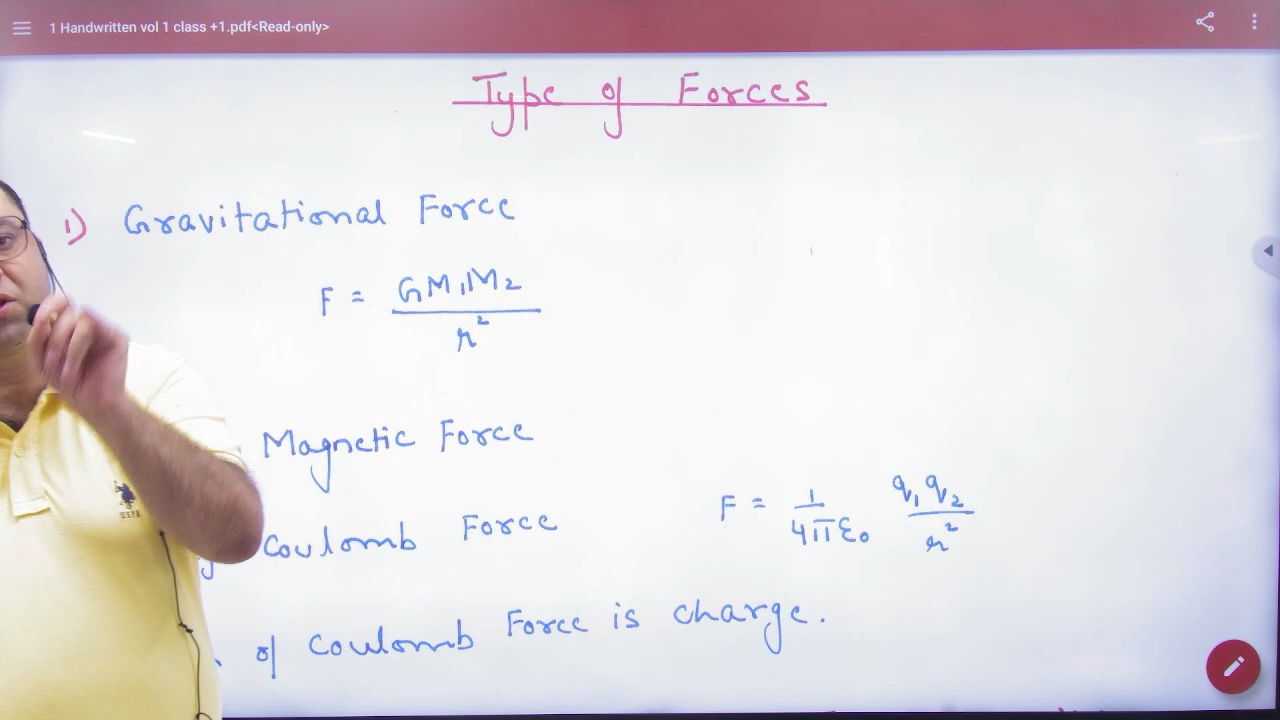 1 Handwritten vol 1 class +1.pdf<Read-only>
Type of Forces
1) Gravitational Force
F = GM₁M₂ / r²
Magnetic Force
Coulomb Force F = 1 / 4πε₀ q₁q₂ / r²
of Coulomb Force is charge.
USPA